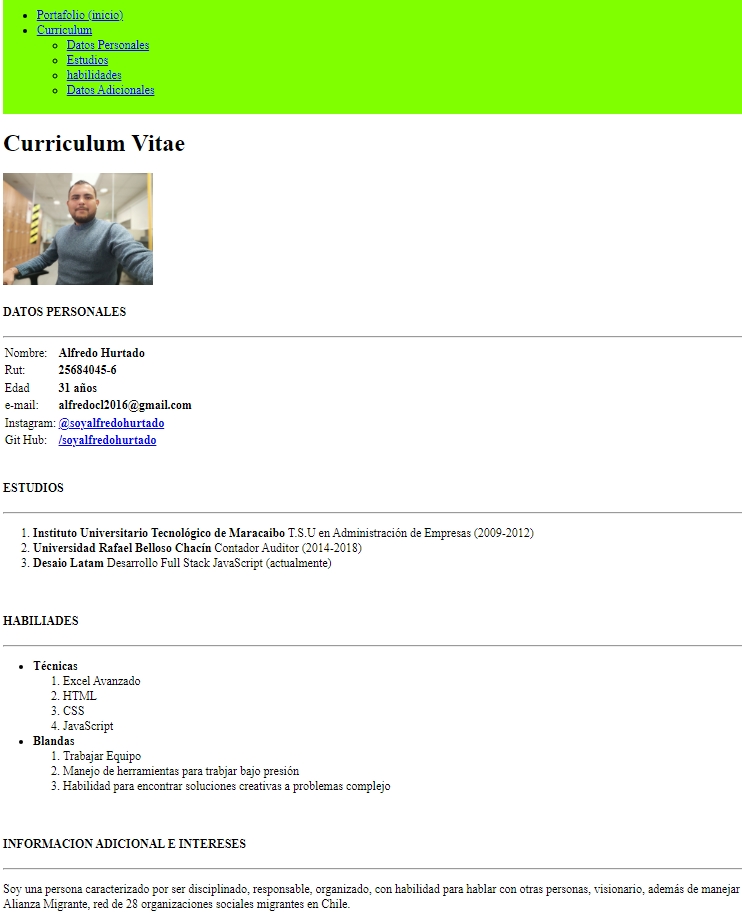 Portafolio (inicio)
Curriculum
Datos Personales
Estudios
habilidades
Datos Adicionales
Curriculum Vitae
DATOS PERSONALES
Nombre: Alfredo Hurtado
Rut: 25684045-6
Edad 31 años
e-mail: alfredocl2016@gmail.com
Instagram: @soyalfredohurtado
Git Hub: /soyalfredohurtado
ESTUDIOS
1. Instituto Universitario Tecnológico de Maracaibo T.S.U en Administración de Empresas (2009-2012)
2. Universidad Rafael Belloso Chacín Contador Auditor (2014-2018)
3. Desaio Latam Desarrollo Full Stack JavaScript (actualmente)
HABILIADES
Técnicas
1. Excel Avanzado
2. HTML
3. CSS
4. JavaScript
Blandas
1. Trabajar Equipo
2. Manejo de herramientas para trabjar bajo presión
3. Habilidad para encontrar soluciones creativas a problemas complejo
INFORMACION ADICIONAL E INTERESES
Soy una persona caracterizado por ser disciplinado, responsable, organizado, con habilidad para hablar con otras personas, visionario, además de manejar
Alianza Migrante, red de 28 organizaciones sociales migrantes en Chile.